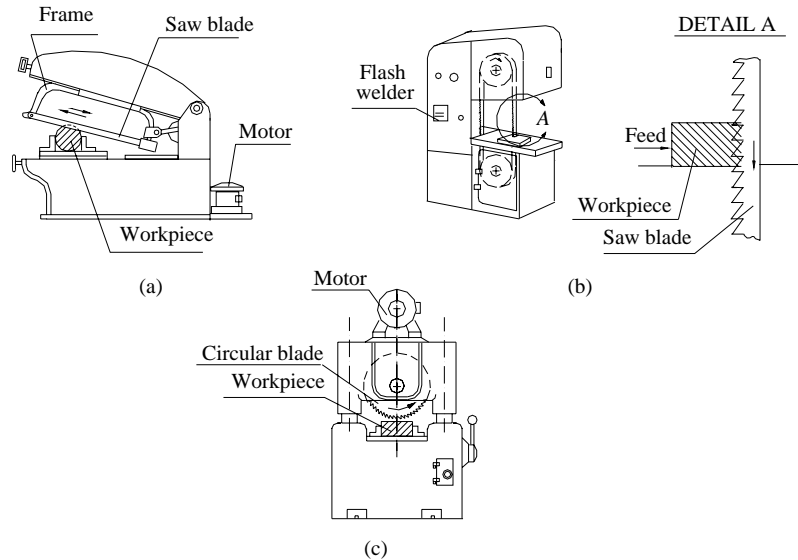 Frame
Saw blade
Motor
Workpiece
(a)
Flash
welder
A
DETAIL A
Feed
Workpiece
Saw blade
(b)
Motor
Circular blade
Workpiece
(c)